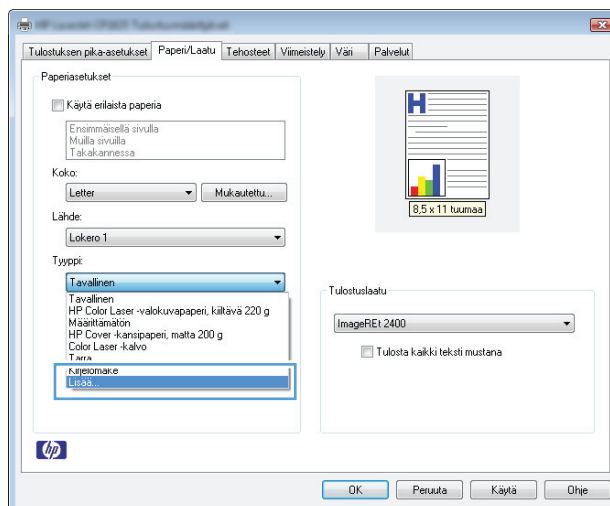 Tulostuksen pika-asetukset Paperi/Laatu Tehosteet Viimeistely Väri Palvelut
Paperiasetukset
Käytä erilaista paperia
Ensimmäisellä sivulla
Muilla sivuilla
Takakannessa
Koko:
Letter Mukautettu...
Lähde:
Lokero 1
Tyyppi:
Tavallinen
Tavallinen
HP Color Laser -valokuvapaperi, kiiltävä 220 g
Määrittämätön
HP Cover -kansipaperi, matta 200 g
Color Laser -kalvo
Tarra
Kirjelomake
Lisää...
H
8,5 x 11 tuumaa
Tulostuslaatu
ImageREt 2400
Tulosta kaikki teksti mustana
hp
OK Peruuta Käytä Ohje